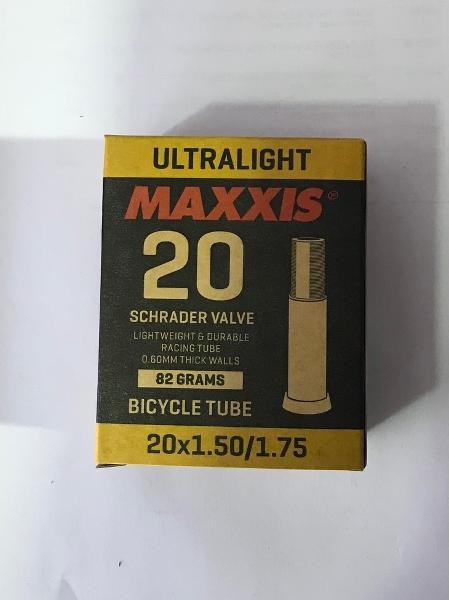 ULTRALIGHT
MAXXIS®
20
SCHRADER VALVE
LIGHTWEIGHT & DURABLE
RACING TUBE
0.60MM THICK WALLS
82 GRAMS
BICYCLE TUBE
20x1.50/1.75